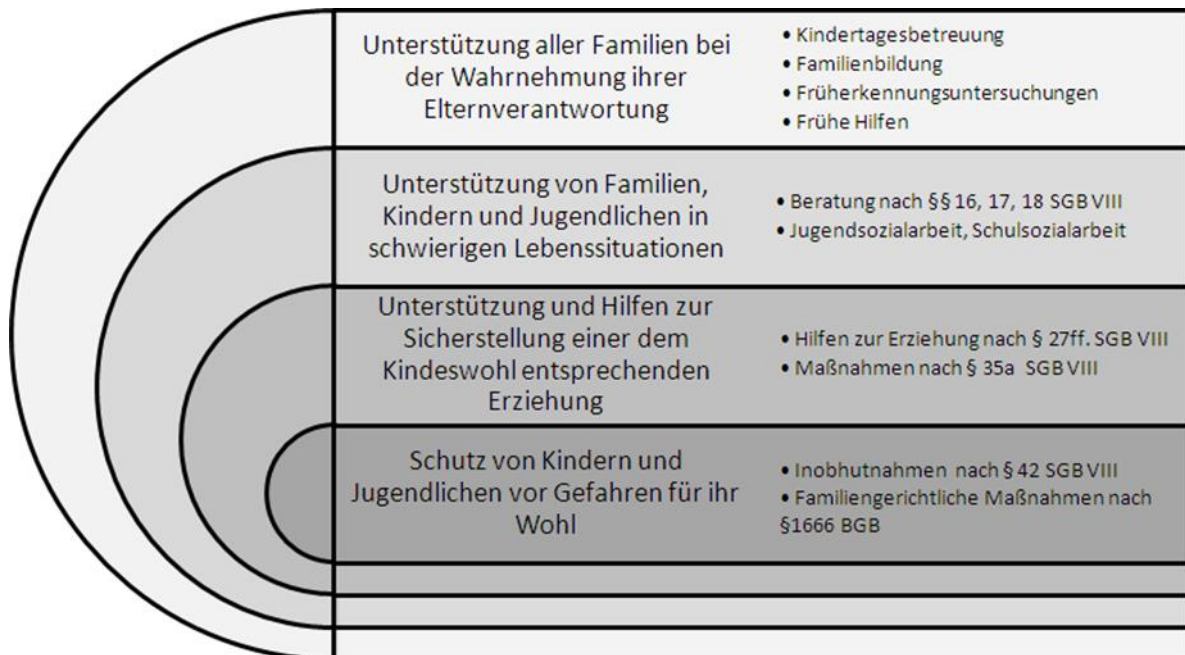 Unterstützung aller Familien bei
der Wahrnehmung ihrer
Elternverantwortung
• Kindertagesbetreuung
• Familienbildung
• Früherkennungsuntersuchungen
• Frühe Hilfen
Unterstützung von Familien,
Kindern und Jugendlichen in
schwierigen Lebenssituationen
• Beratung nach §§ 16, 17, 18 SGB VIII
• Jugendsozialarbeit, Schulsozialarbeit
Unterstützung und Hilfen zur
Sicherstellung einer dem
Kindeswohl entsprechenden
Erziehung
• Hilfen zur Erziehung nach § 27ff. SGB VIII
• Maßnahmen nach § 35a SGB VIII
Schutz von Kindern und
Jugendlichen vor Gefahren für ihr
Wohl
• Inobhutnahmen nach § 42 SGB VIII
• Familiengerichtliche Maßnahmen nach
§1666 BGB